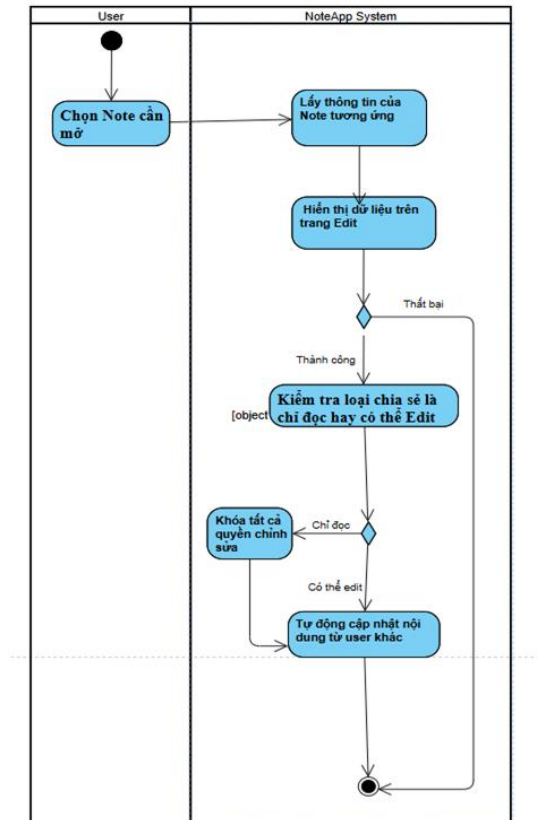 User
NoteApp System
Chọn Note cần
mở
Lấy thông tin của
Note tương ứng
Hiển thị dữ liệu trên
trang Edit
Thất bại
Thành công
Kiểm tra loại chia sẻ là
chỉ đọc hay có thể Edit
[object
Khóa tất cả
quyền chỉnh
sửa
Chỉ đọc
Có thể edit
Tự động cập nhật nội
dung từ user khác